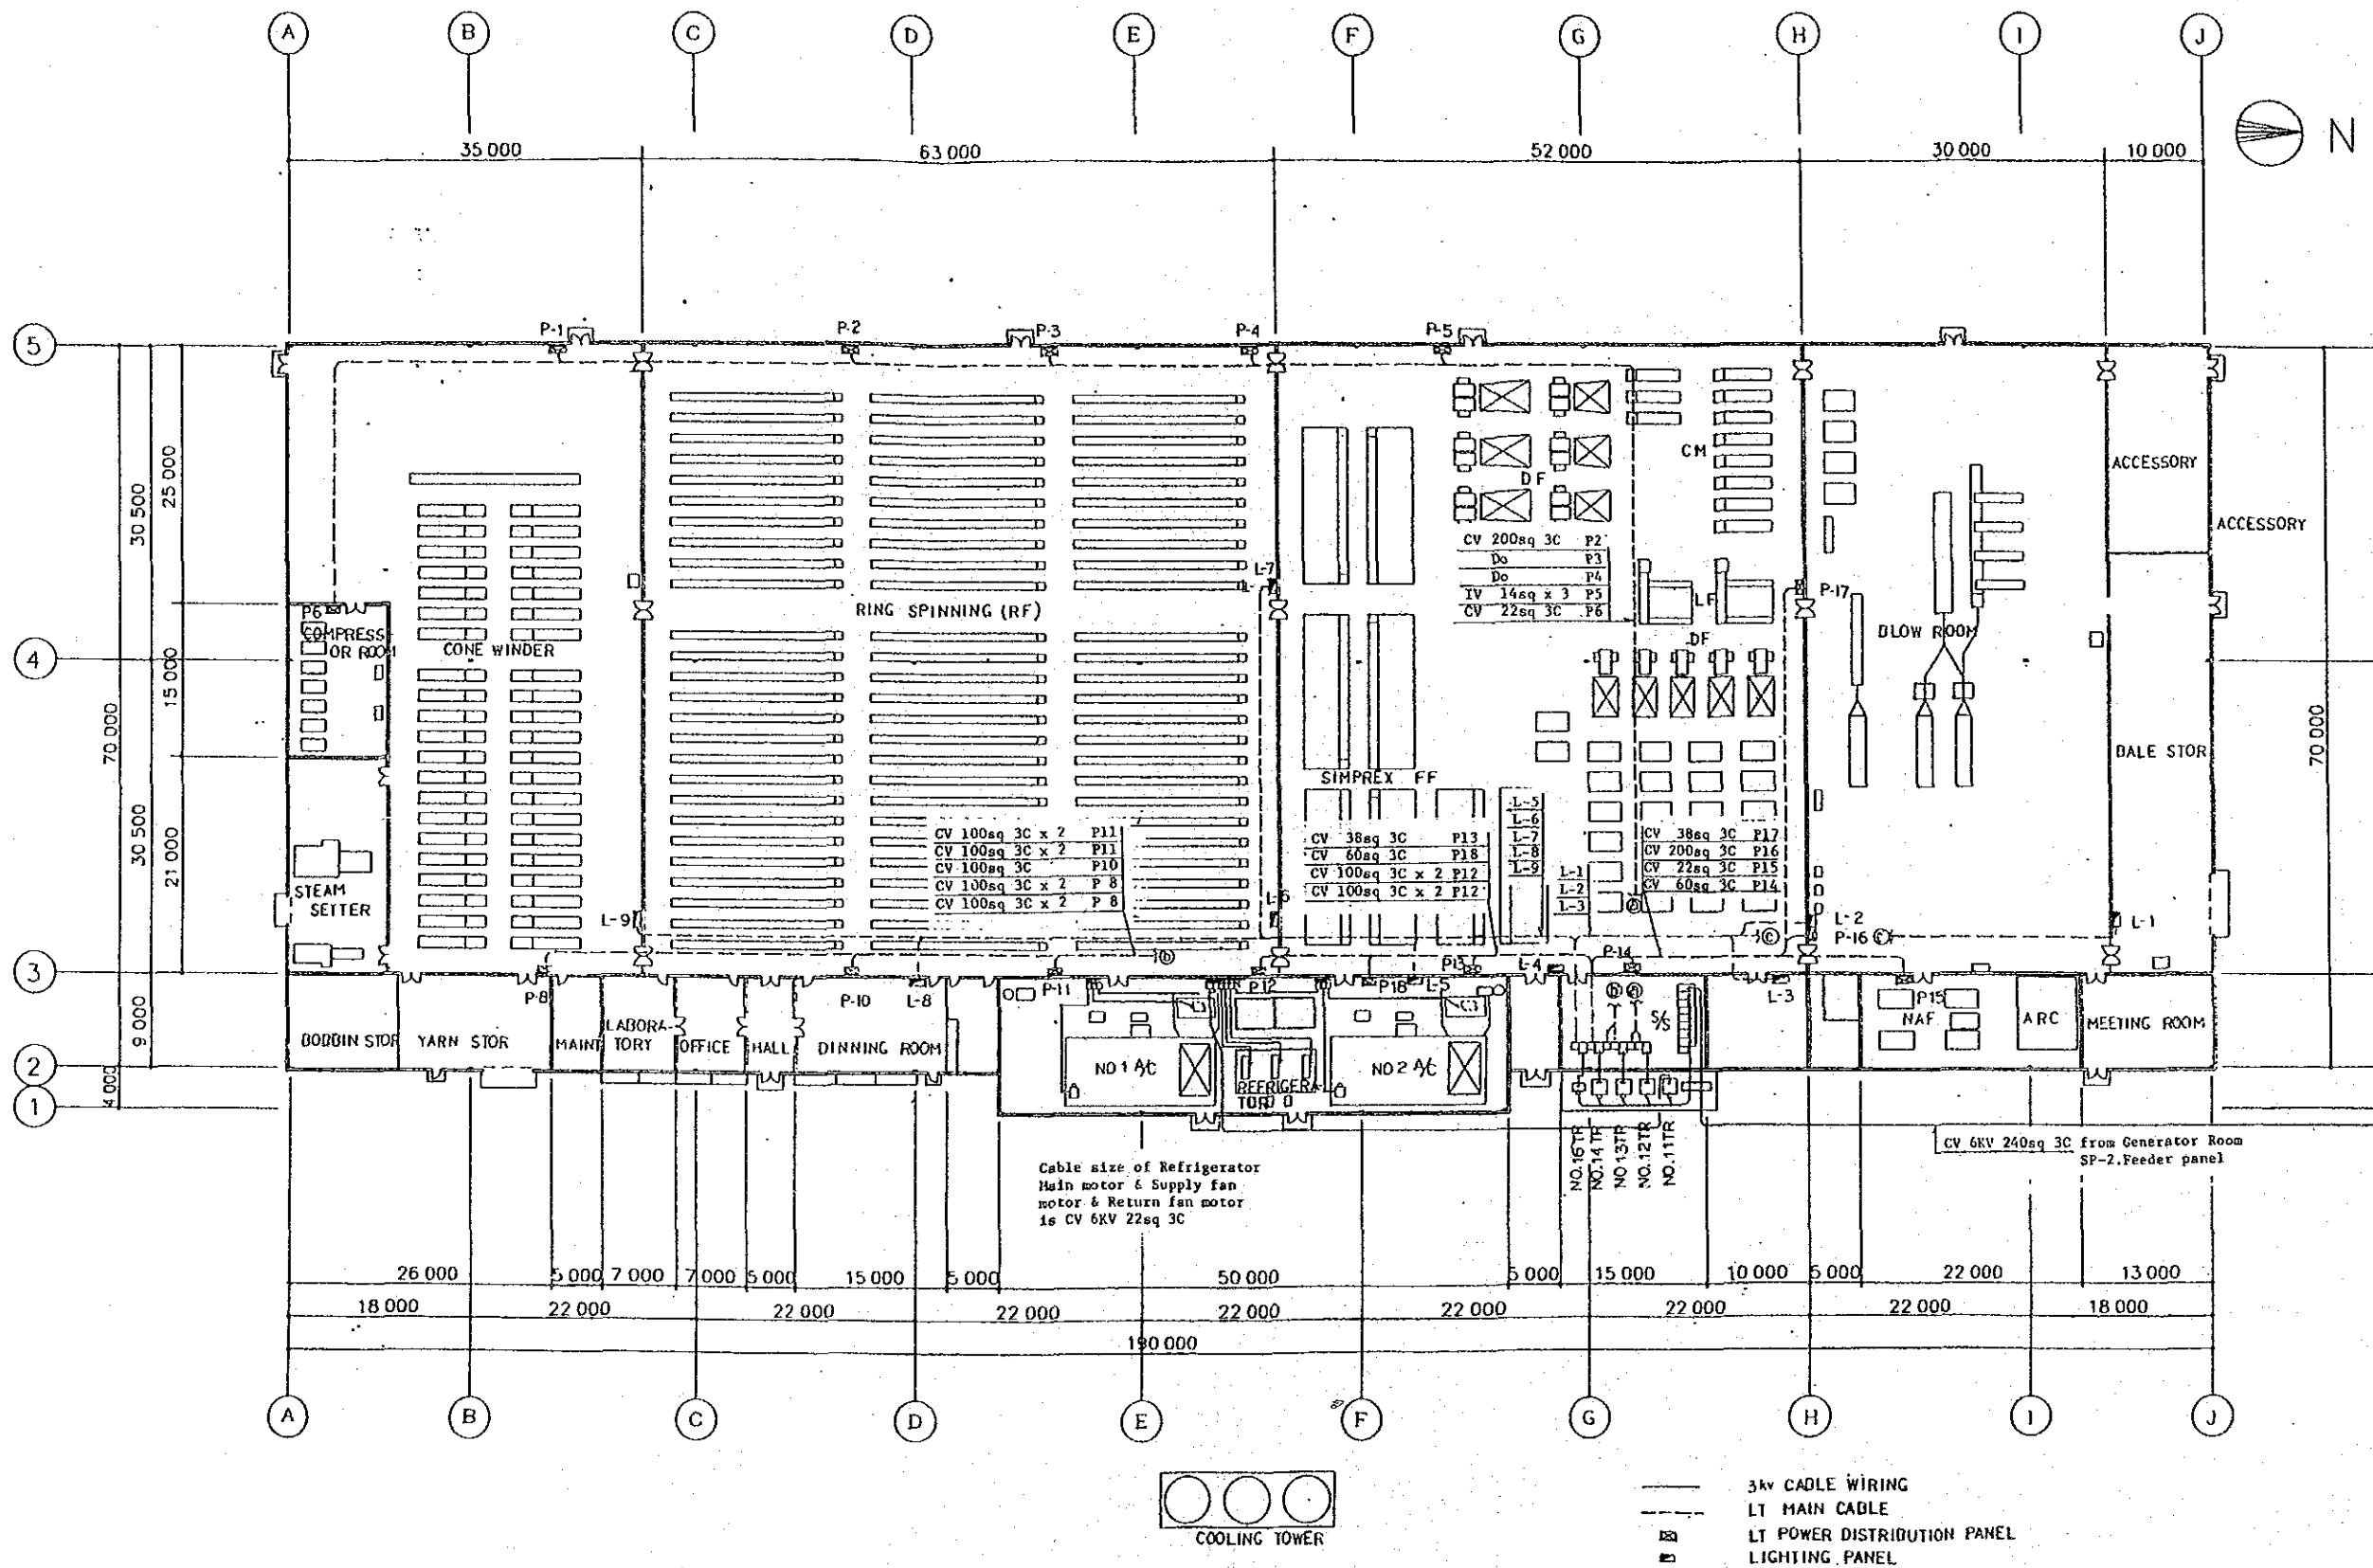 A B C D E F G H I J
N
35 000 63 000 52 000 30 000 10 000
5
P-1 P-2 P-3 P-4 P-5
25 000
30 500
CM
DF
ACCESSORY
ACCESSORY
CV 200sq 3C P2
Do P3
Do P4
IV 14sq x 3 P5
CV 22sq 3C P6
L-7
P-17
P6
COMPRESS-
OR ROOM
CONE WINDER
RING SPINNING (RF)
LF
DF
BLOW ROOM
4
15 000
70 000
70 000
BALE STOR
SIMPREX FF
30 500
21 000
CV 100sq 3C x 2 P11
CV 100sq 3C x 2 P11
CV 100sq 3C P10
CV 100sq 3C x 2 P 8
CV 100sq 3C x 2 P 8
CV 38sq 3C P13
CV 60sq 3C P18
CV 100sq 3C x 2 P12
CV 100sq 3C x 2 P12
L-5
L-6
L-7
L-8
L-9
L-1
L-2
L-3
CV 38sq 3C P17
CV 200sq 3C P16
CV 22sq 3C P15
CV 60sq 3C P14
STEAM
SETTER
L-9
L-6
L-2
P-16
L-1
3
P-14
P13
L-4
P-8 P-10 L-8 P-11 P12 P18 L-5 L-3 P15
9 000
BOBBIN STOR
YARN STOR
MAINT
LABORA-
TORY
OFFICE
HALL
DINNING ROOM
NO 1 A/C
REFRIGERA-
TOR
NO 2 A/C
S/S
NAF
ARC
MEETING ROOM
2
4 000
1
NO.16TR
NO.14TR
NO13TR
NO.12TR
NO.11TR
CV 6KV 240sq 3C from Generator Room
SP-2.Feeder panel
Cable size of Refrigerator
Main motor & Supply fan
motor & Return fan motor
is CV 6KV 22sq 3C
26 000 5 000 7 000 7 000 5 000 15 000 5 000 50 000 5 000 15 000 10 000 5 000 22 000 13 000
18 000 22 000 22 000 22 000 22 000 22 000 22 000 22 000 18 000
190 000
A B C D E F G H I J
COOLING TOWER
3kv CABLE WIRING
LT MAIN CABLE
LT POWER DISTRIBUTION PANEL
LIGHTING PANEL